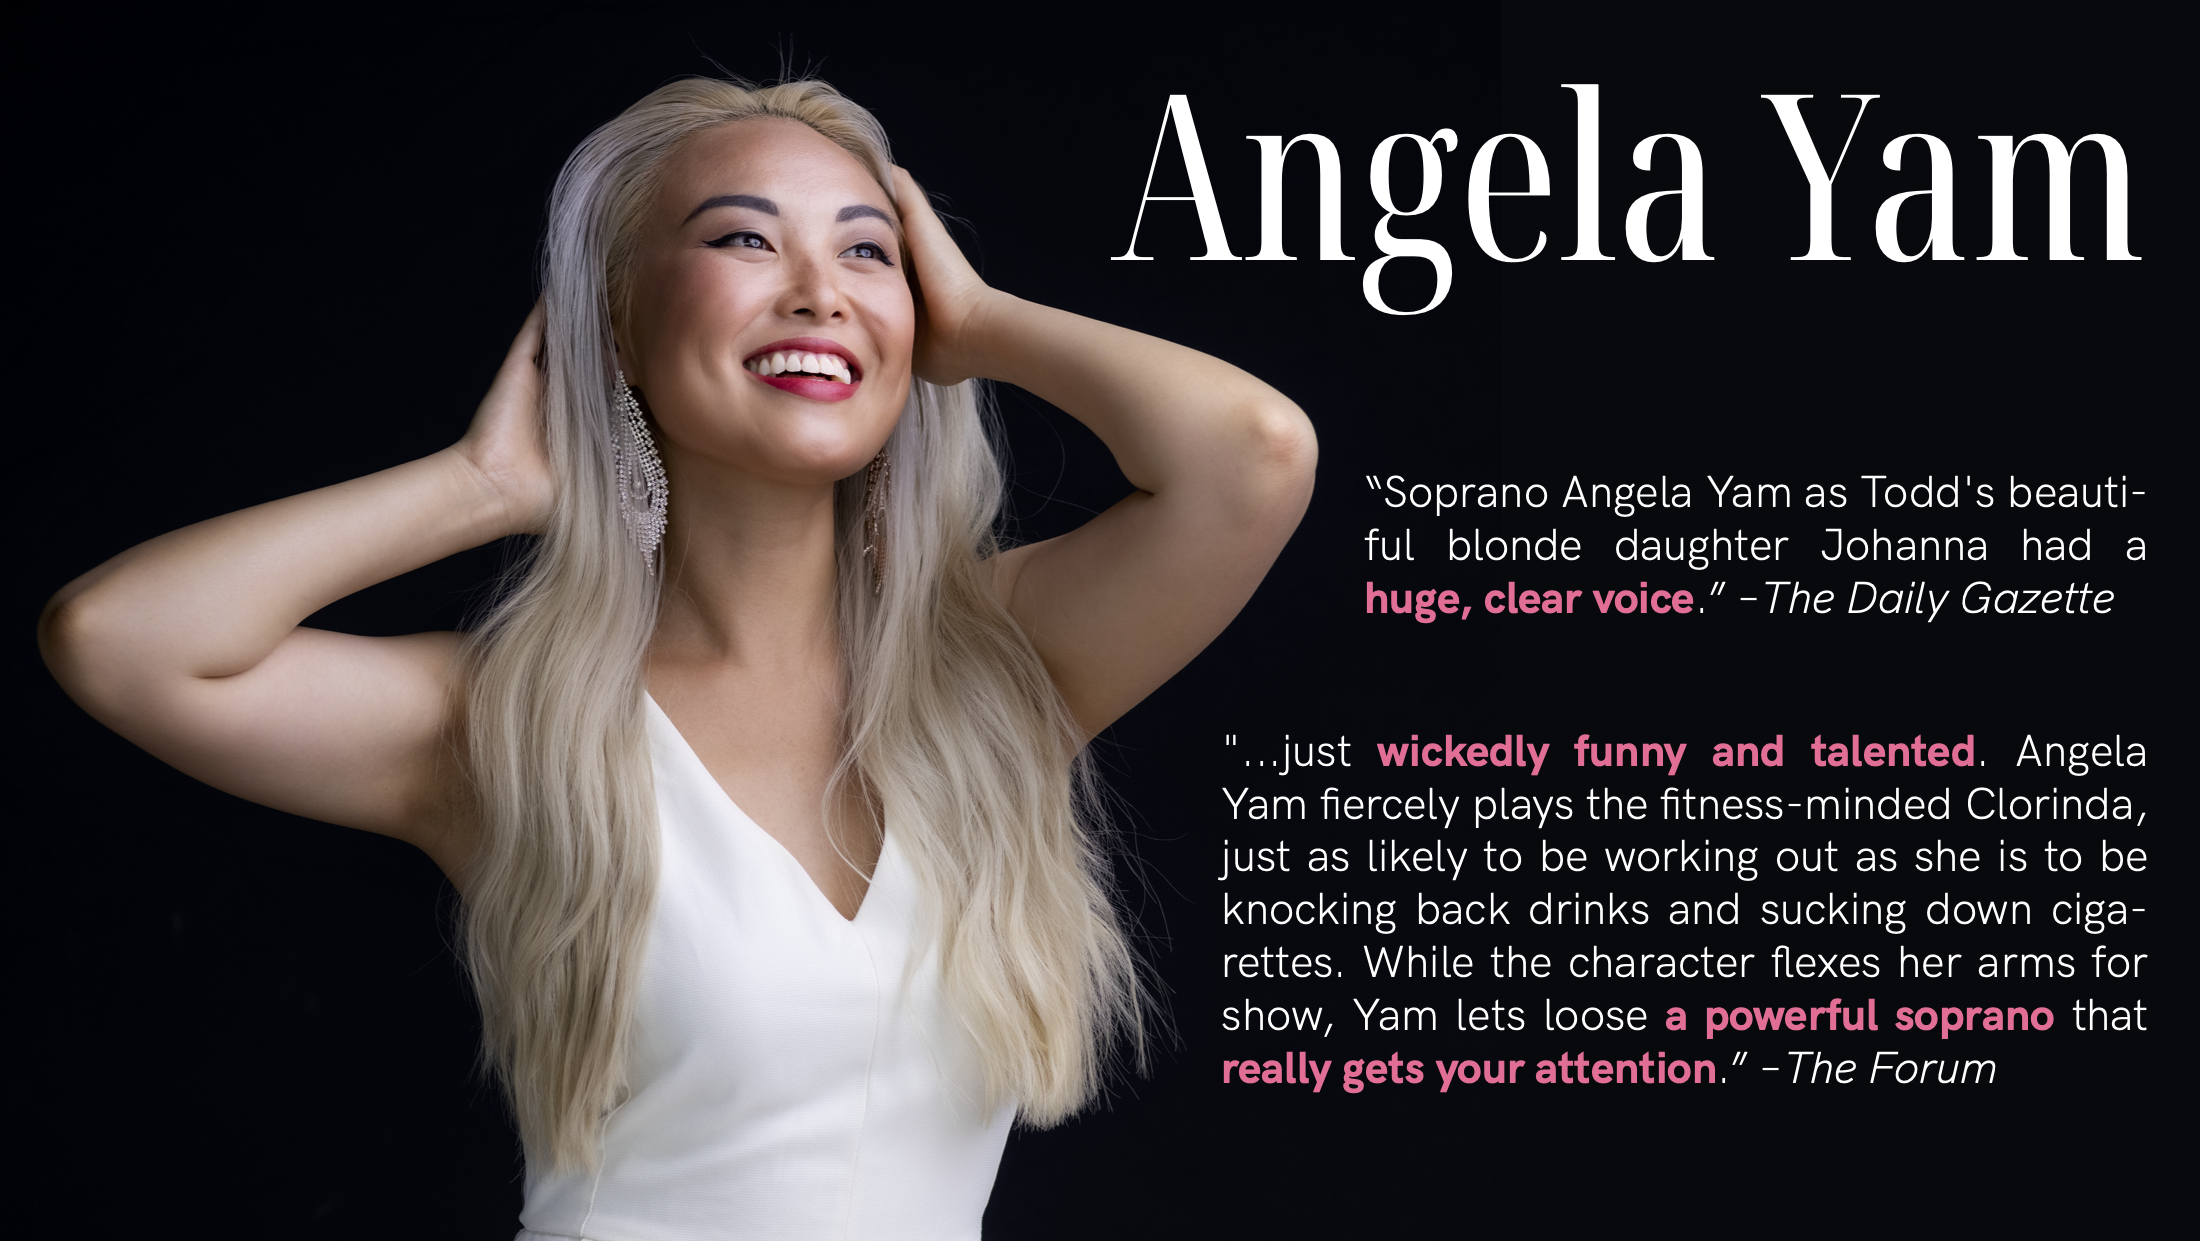 Angela Yam
“Soprano Angela Yam as Todd's beauti-
ful blonde daughter Johanna had a
huge, clear voice.” –The Daily Gazette
"...just wickedly funny and talented. Angela
Yam fiercely plays the fitness-minded Clorinda,
just as likely to be working out as she is to be
knocking back drinks and sucking down ciga-
rettes. While the character flexes her arms for
show, Yam lets loose a powerful soprano that
really gets your attention.” –The Forum